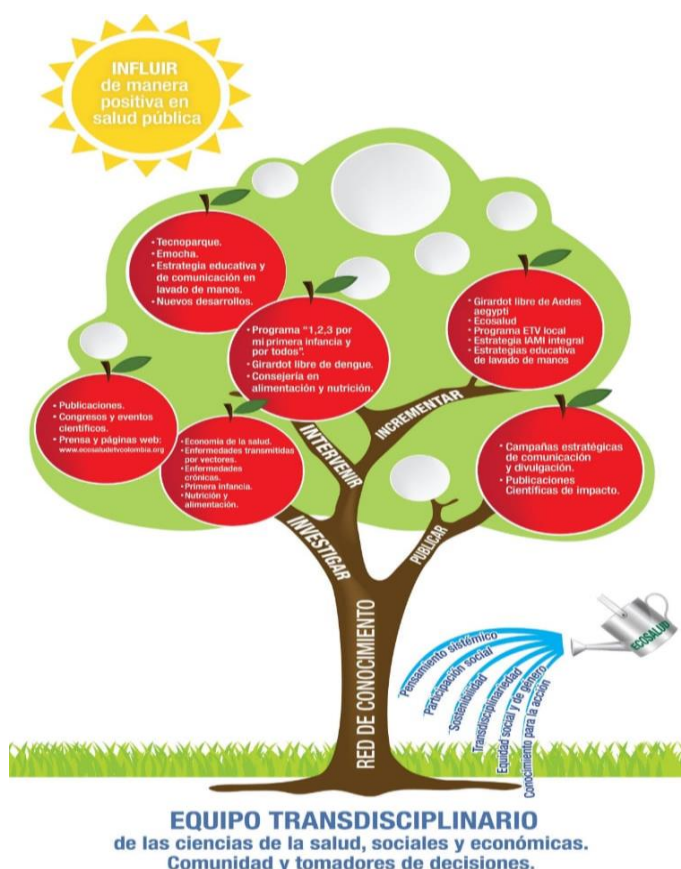 INFLUIR
de manera
positiva en
salud pública
• Tecnoparque.
• Emocha.
• Estrategia educativa y
de comunicación en
lavado de manos.
• Nuevos desarrollos.
• Programa "1,2,3 por
mi primera infancia y
por todos".
• Girardot libre de dengue.
• Consejeria en
alimentación y nutrición.
• Girardot libre de Aedes
aegypti
• Ecosalud
• Programa ETV local
• Estrategia IAMI integral
• Estrategias educativa
de lavado de manos
• Publicaciones.
• Congresos y eventos
científicos.
• Prensa y páginas web:
www.ecosaludetvcolombia.org
• Economía de la salud.
• Enfermedades transmitidas
por vectores.
• Enfermedades
crónicas.
• Primera infancia.
• Nutrición y
alimentación.
• Campañas estratégicas
de comunicación
y divulgación.
• Publicaciones
Científicas de impacto.
INVESTIGAR
INTERVENIR
INCREMENTAR
PUBLICAR
RED DE CONOCIMIENTO
ECOSALUD
Pensamiento sistémico
Participación social
Sostenibilidad
Transdisciplinariedad
Equidad social y de género
Conocimiento para la acción
EQUIPO TRANSDISCIPLINARIO
de las ciencias de la salud, sociales y económicas.
Comunidad y tomadores de decisiones.